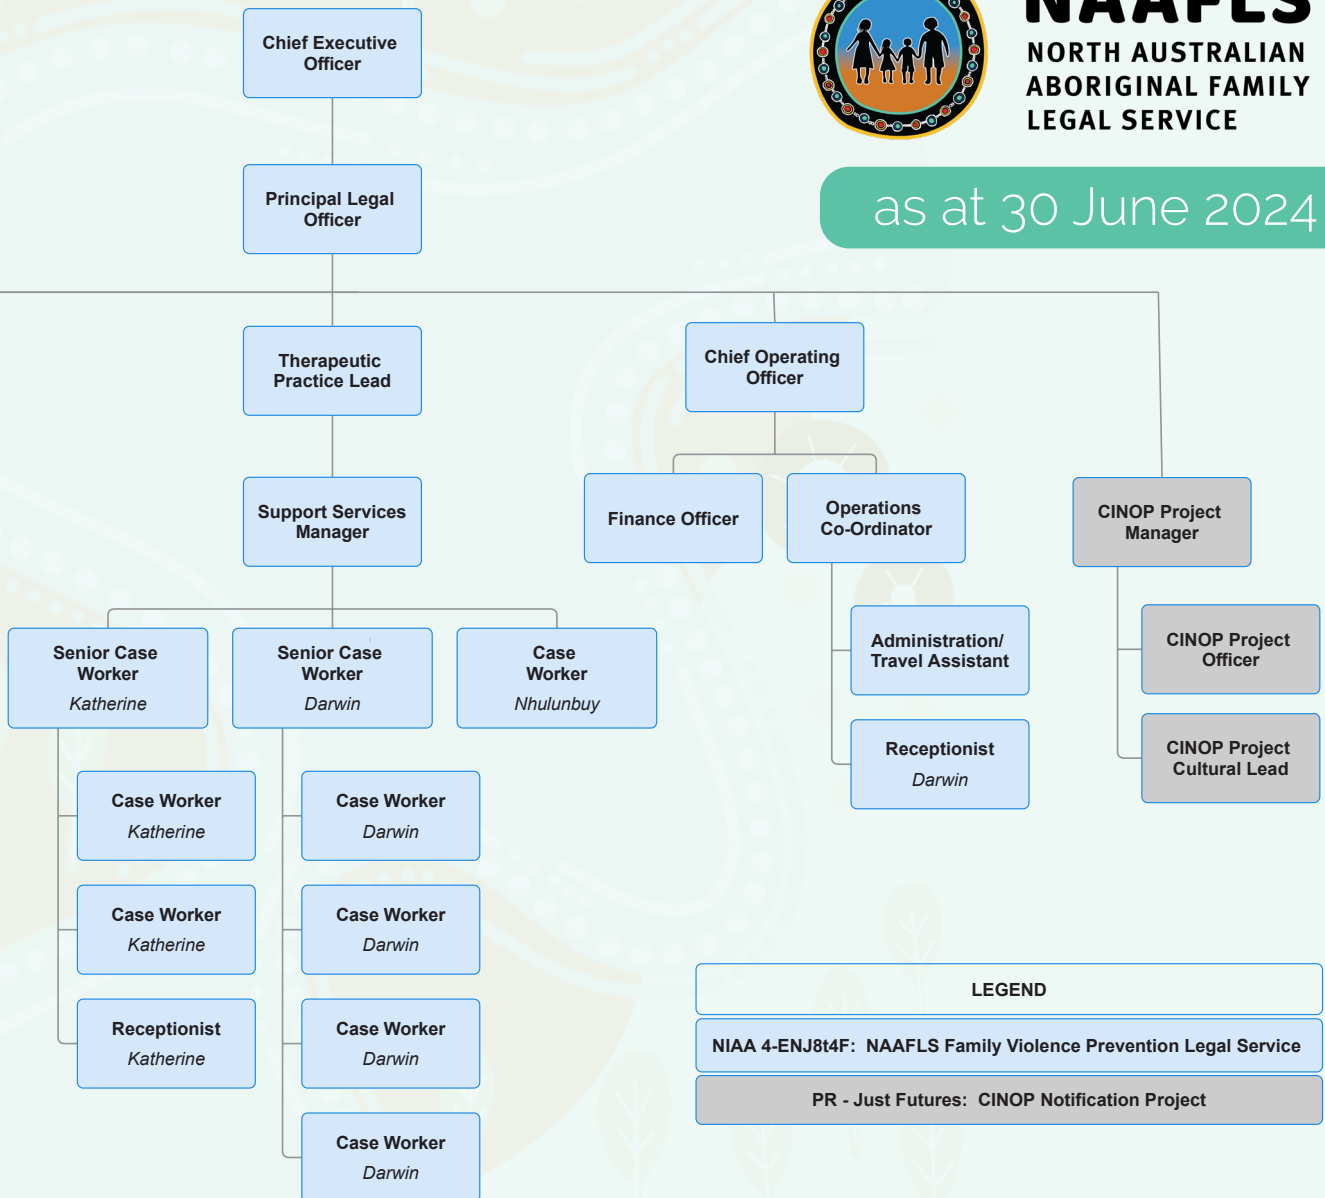 Chief Executive
Officer
NAAFLS
NORTH AUSTRALIAN
ABORIGINAL FAMILY
LEGAL SERVICE
as at 30 June 2024
Principal Legal
Officer
Therapeutic
Practice Lead
Chief Operating
Officer
Support Services
Manager
Finance Officer
Operations
Co-Ordinator
CINOP Project
Manager
Senior Case
Worker
Katherine
Senior Case
Worker
Darwin
Case
Worker
Nhulunbuy
Administration/
Travel Assistant
CINOP Project
Officer
Receptionist
Darwin
CINOP Project
Cultural Lead
Case Worker
Katherine
Case Worker
Darwin
Case Worker
Katherine
Case Worker
Darwin
Receptionist
Katherine
Case Worker
Darwin
Case Worker
Darwin
LEGEND
NIAA 4-ENJ8t4F: NAAFLS Family Violence Prevention Legal Service
PR - Just Futures: CINOP Notification Project